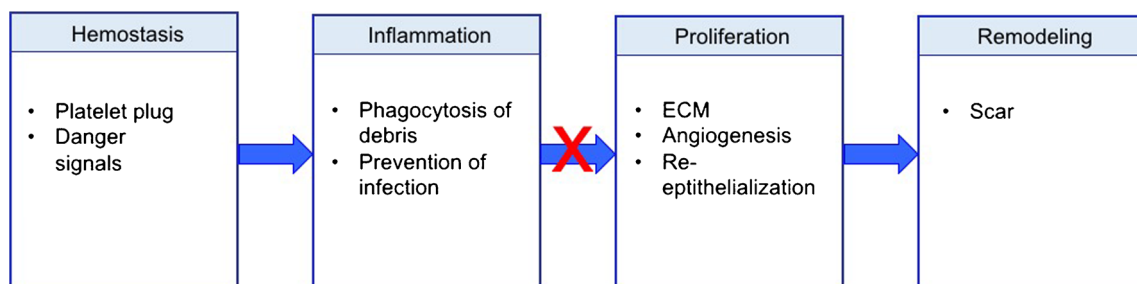 Hemostasis
• Platelet plug
• Danger
signals
Inflammation
• Phagocytosis of
debris
• Prevention of
infection
X
Proliferation
• ECM
• Angiogenesis
• Re-
eptithelialization
Remodeling
• Scar